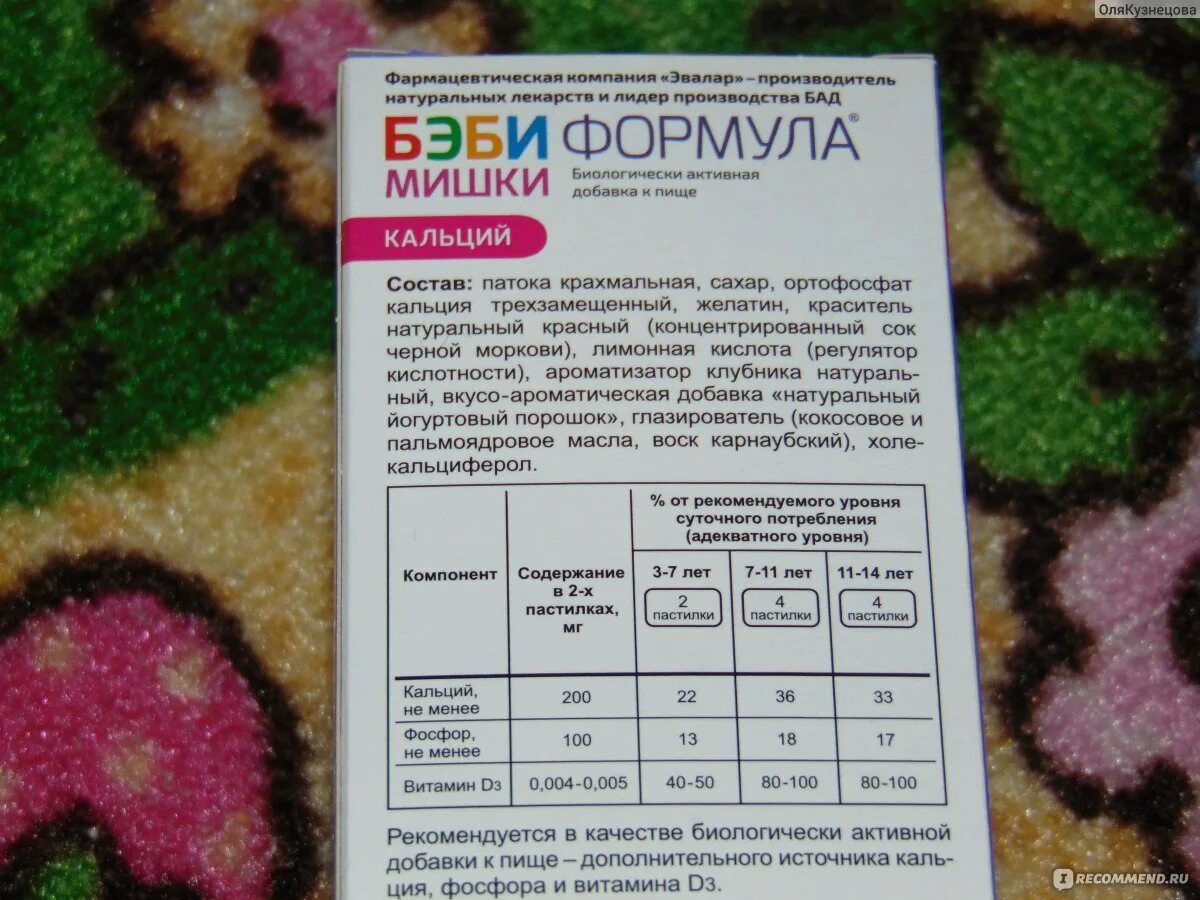 ОляКузнецова
Фармацевтическая компания «Эвалар» – производитель
натуральных лекарств и лидер производства БАД
БЭБИ ФОРМУЛА®
МИШКИ
Биологически активная
добавка к пище
КАЛЬЦИЙ
Состав: патока крахмальная, сахар, ортофосфат
кальция трехзамещенный, желатин, краситель
натуральный красный (концентрированный сок
черной моркови), лимонная кислота (регулятор
кислотности), ароматизатор клубника натураль-
ный, вкусо-ароматическая добавка «натуральный
йогуртовый порошок», глазирователь (кокосовое и
пальмоядровое масла, воск карнаубский), холе-
кальциферол.
Компонент
Содержание
в 2-х
пастилках,
мг
% от рекомендуемого уровня
суточного потребления
(адекватного уровня)
3-7 лет 7-11 лет 11-14 лет
2 4 4
пастилки пастилки пастилки
Кальций,
не менее 200 22 36 33
Фосфор,
не менее 100 13 18 17
Витамин D3 0,004-0,005 40-50 80-100 80-100
Рекомендуется в качестве биологически активной
добавки к пище – дополнительного источника каль-
ция, фосфора и витамина D3.
IRECOMMEND.RU